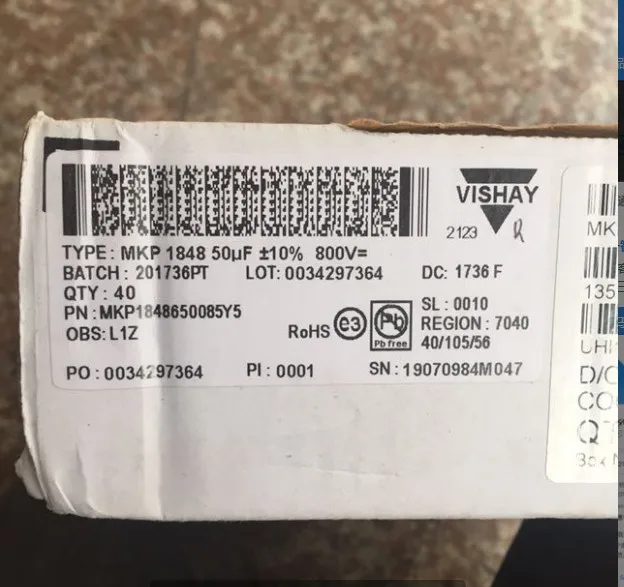 VISHAY
2123 R
TYPE: MKP 1848 50µF ±10% 800V=
BATCH: 201736PT LOT: 0034297364 DC: 1736 F
QTY: 40
PN: MKP1848650085Y5
OBS: L1Z
RoHS e3 Pb Pb free
SL: 0010
REGION: 7040
40/105/56
PO: 0034297364 PI: 0001 SN: 19070984M047
MK
135
D/C
CO
QT
Box